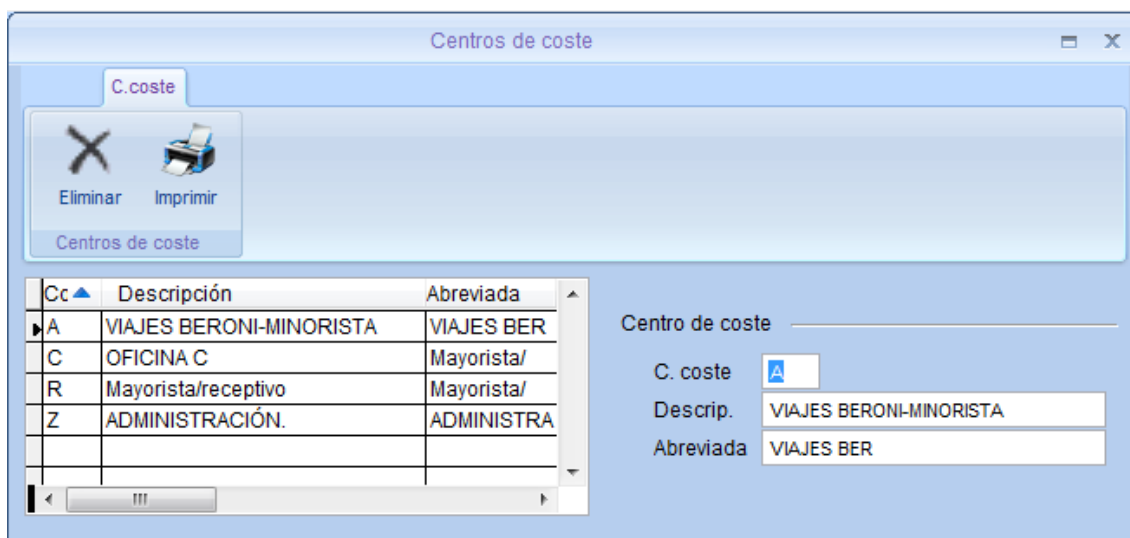 Centros de coste
C.coste
Eliminar Imprimir
Centros de coste
Cc Descripción Abreviada
A VIAJES BERONI-MINORISTA VIAJES BER
C OFICINA C Mayorista/
R Mayorista/receptivo Mayorista/
Z ADMINISTRACIÓN. ADMINISTRA
Centro de coste
C. coste A
Descrip. VIAJES BERONI-MINORISTA
Abreviada VIAJES BER